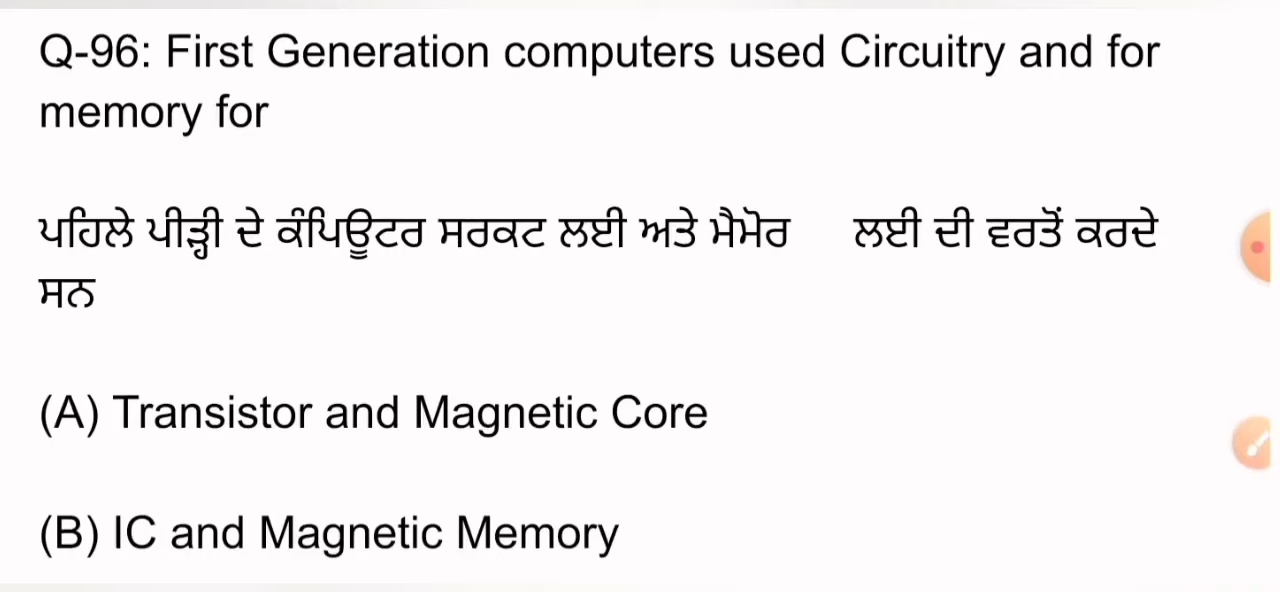 Q-96: First Generation computers used Circuitry and for
memory for
ਪਹਿਲੇ ਪੀੜ੍ਹੀ ਦੇ ਕੰਪਿਊਟਰ ਸਰਕਟ ਲਈ ਅਤੇ ਮੈਮੋਰ ਲਈ ਦੀ ਵਰਤੋਂ ਕਰਦੇ
ਸਨ
(A) Transistor and Magnetic Core
(B) IC and Magnetic Memory